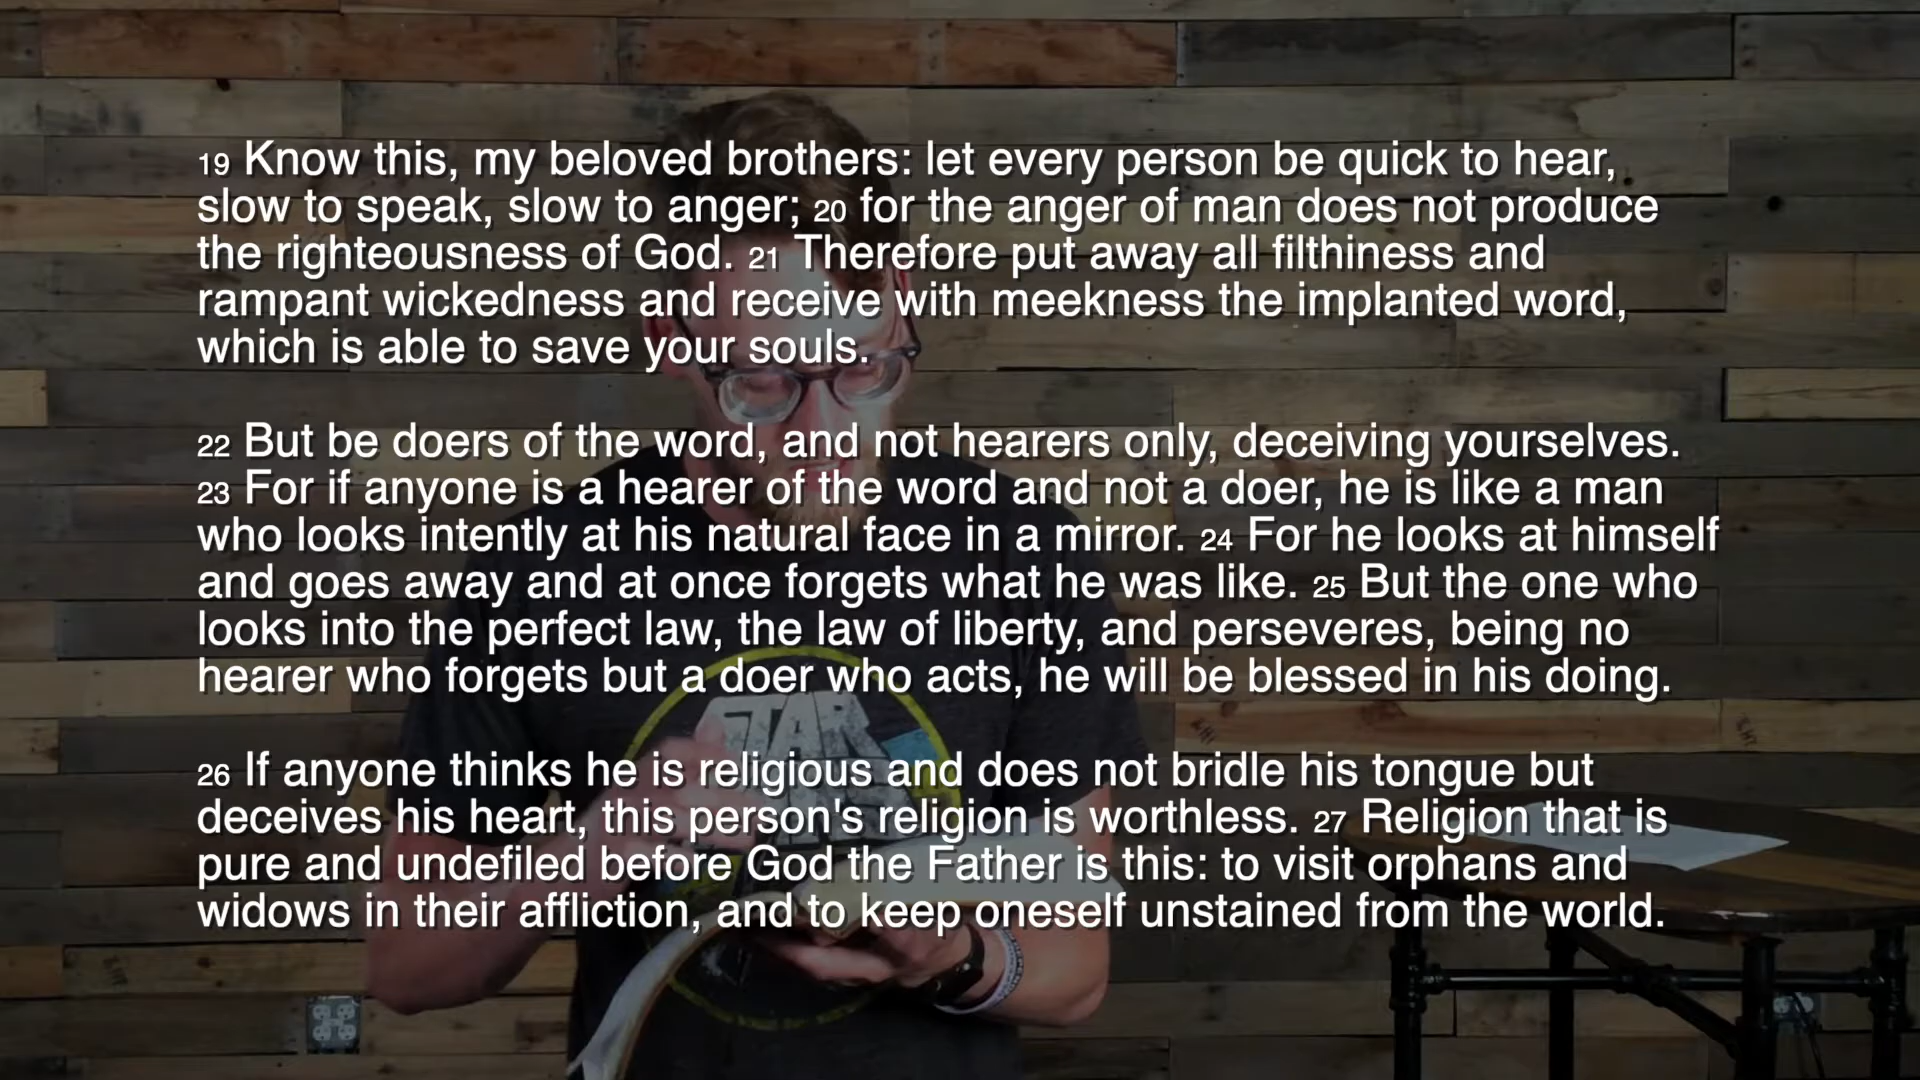 19 Know this, my beloved brothers: let every person be quick to hear,
slow to speak, slow to anger; 20 for the anger of man does not produce
the righteousness of God. 21 Therefore put away all filthiness and
rampant wickedness and receive with meekness the implanted word,
which is able to save your souls.
22 But be doers of the word, and not hearers only, deceiving yourselves.
23 For if anyone is a hearer of the word and not a doer, he is like a man
who looks intently at his natural face in a mirror. 24 For he looks at himself
and goes away and at once forgets what he was like. 25 But the one who
looks into the perfect law, the law of liberty, and perseveres, being no
hearer who forgets but a doer who acts, he will be blessed in his doing.
STAR
WARS
26 If anyone thinks he is religious and does not bridle his tongue but
deceives his heart, this person's religion is worthless. 27 Religion that is
pure and undefiled before God the Father is this: to visit orphans and
widows in their affliction, and to keep oneself unstained from the world.